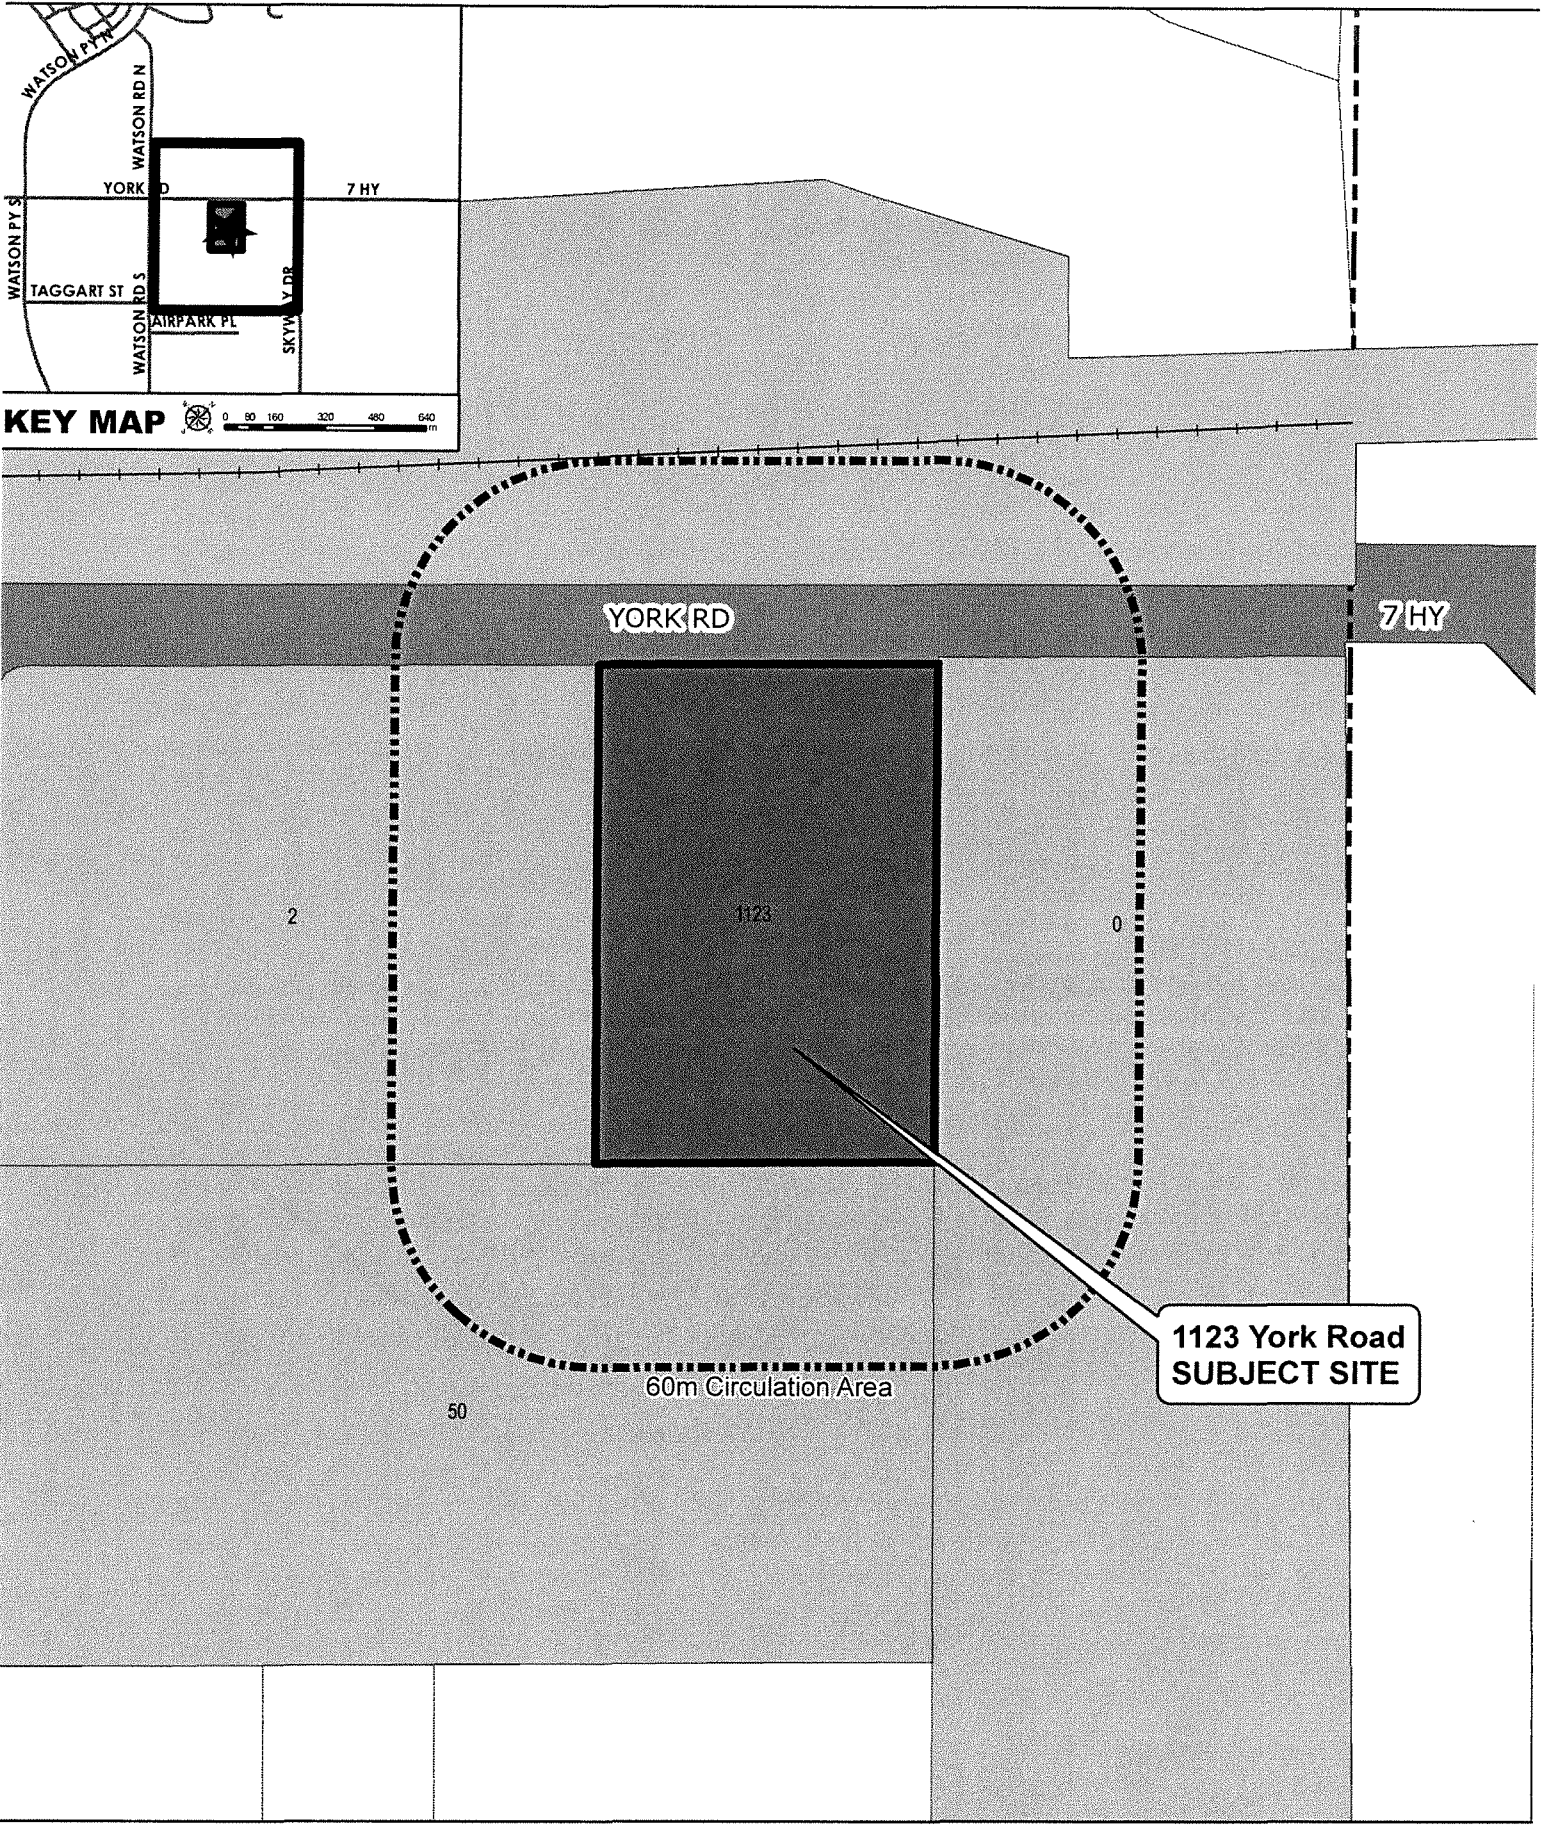 WATSON PY N
WATSON RD N
YORK D
7 HY
WATSON PY S
TAGGART ST
WATSON RD S
AIRPARK PL
SKYW Y DR
KEY MAP
0 80 160 320 480 640
m
YORK RD
7 HY
2
1123
0
1123 York Road
SUBJECT SITE
60m Circulation Area
50